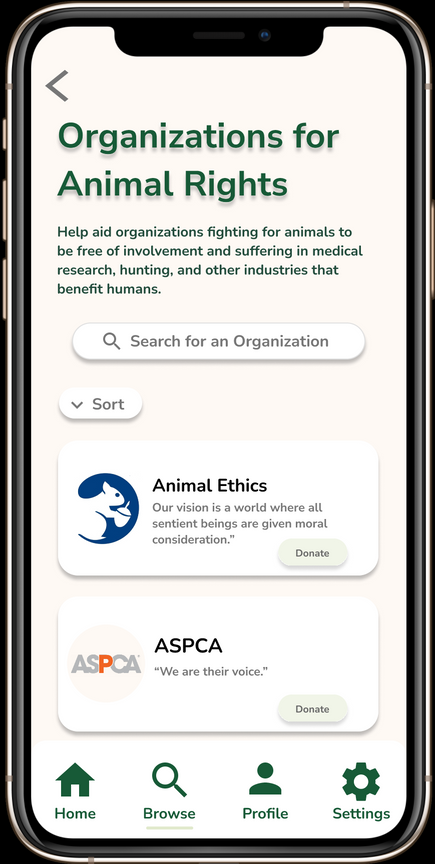 Organizations for
Animal Rights
Help aid organizations fighting for animals to
be free of involvement and suffering in medical
research, hunting, and other industries that
benefit humans.
Search for an Organization
Sort
Animal Ethics
Our vision is a world where all
sentient beings are given moral
consideration.”
Donate
ASPCA
ASPCA
“We are their voice.”
Donate
Home
Browse
Profile
Settings